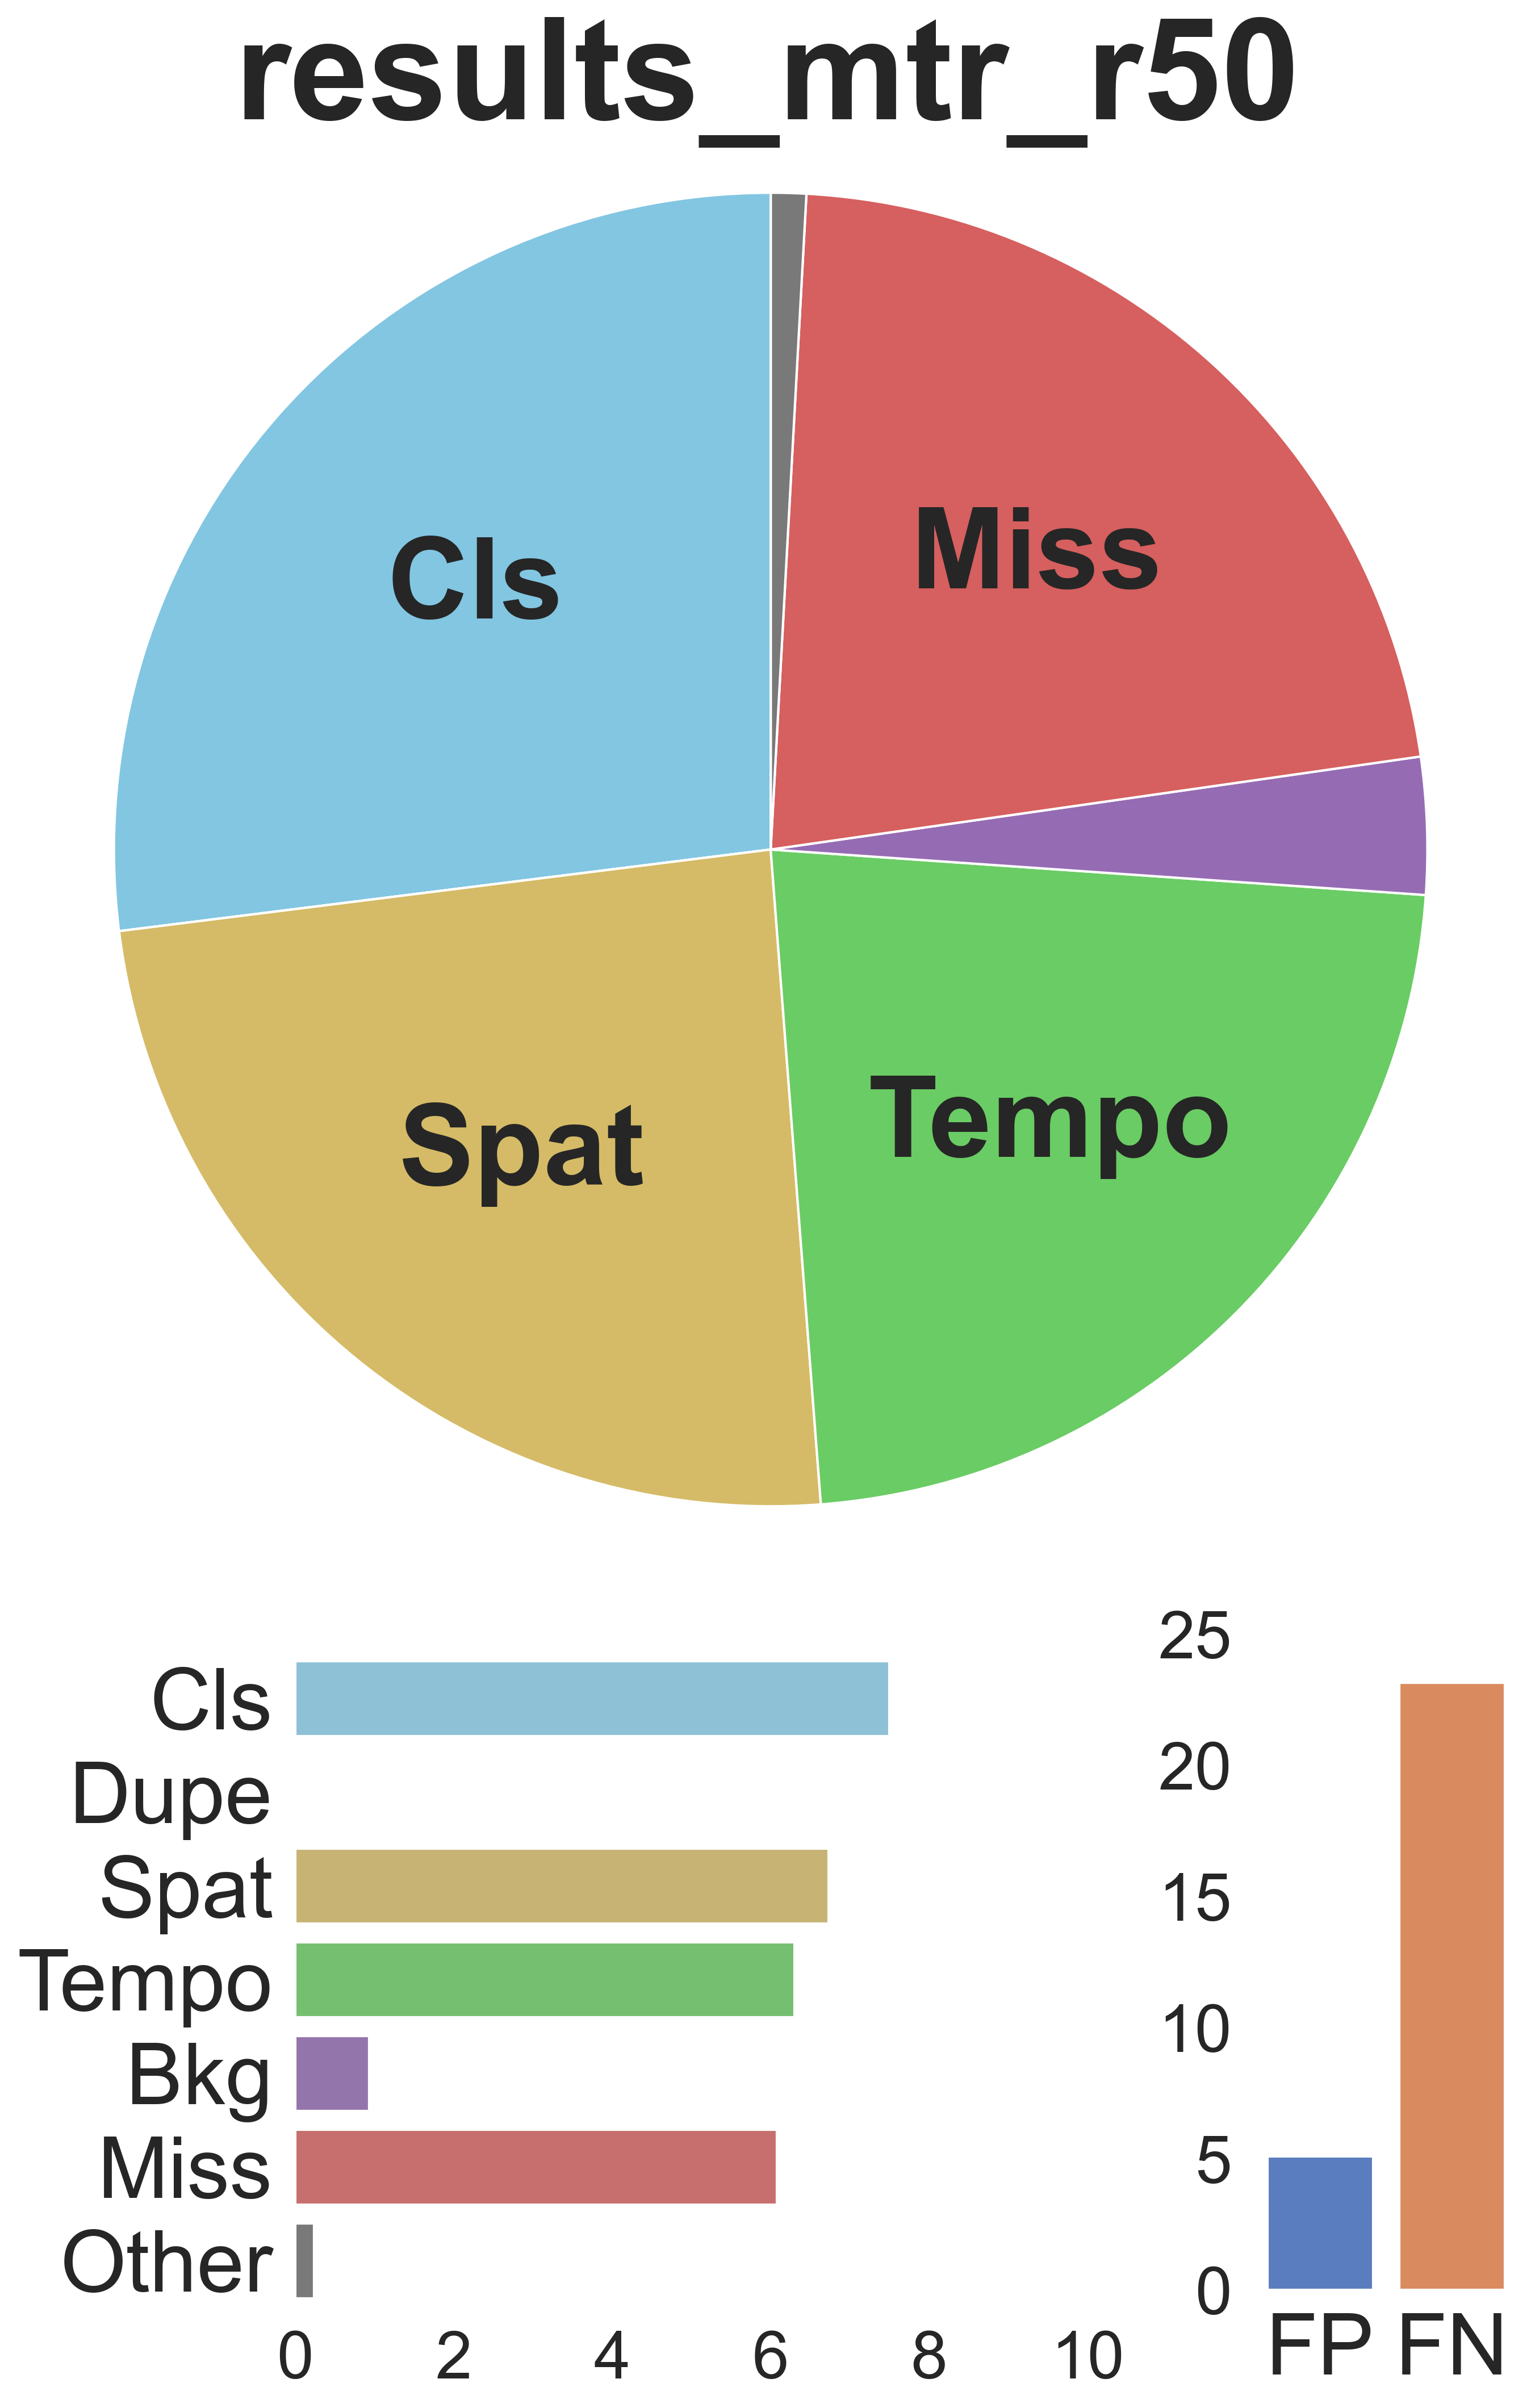 results_mtr_r50
Cls
Miss
Spat
Tempo
Cls
Dupe
Spat
Tempo
Bkg
Miss
Other
0 2 4 6 8 10
25
20
15
10
5
0
FP FN